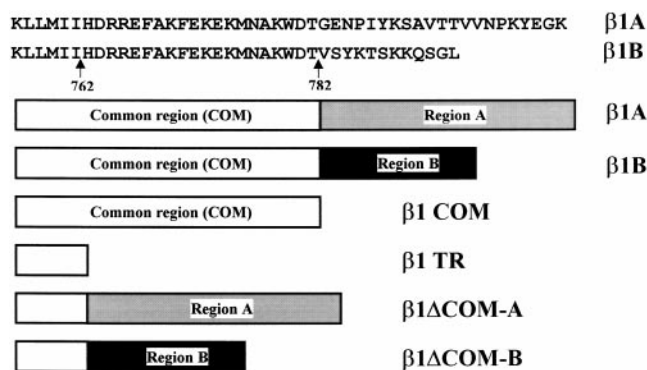 KLLMIIHDRREFAKFEKEKMNAKWDTGENPIYKSAVTTVVNPKYEGK β1A
KLLMIIHDRREFAKFEKEKMNAKWDTVSYKTSKKQSGL β1B
762 782
Common region (COM) Region A β1A
Common region (COM) Region B β1B
Common region (COM) β1 COM
β1 TR
Region A β1ΔCOM-A
Region B β1ΔCOM-B